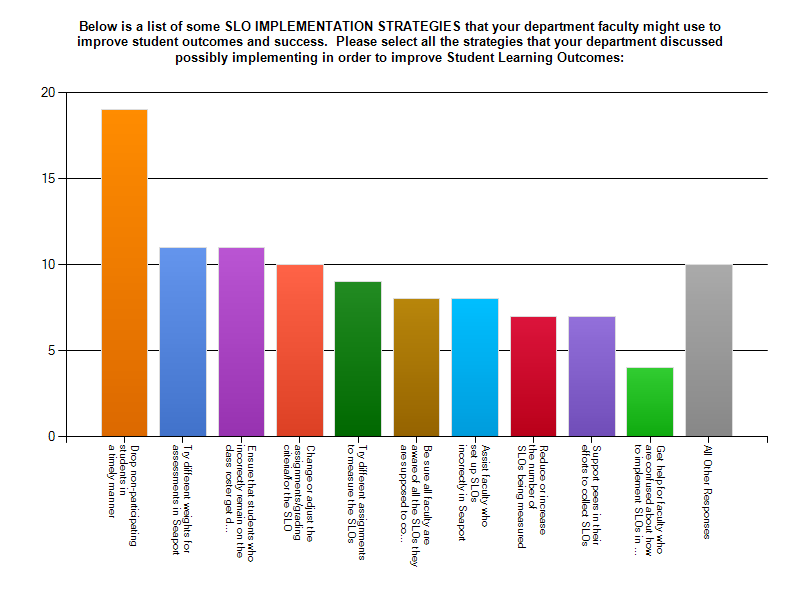 Below is a list of some SLO IMPLEMENTATION STRATEGIES that your department faculty might use to
improve student outcomes and success.  Please select all the strategies that your department discussed
possibly implementing in order to improve Student Learning Outcomes:
20
15
10
5
0
Drop non-participating
students in
a timely manner
Try different weights for
assessments in Seaport
Ensure that students who
incorrectly remain on the
class roster get d...
Change or adjust the
assignments/grading
criteria/for the SLO
Try different assignments
to measure the SLOs
Be sure all faculty are
aware of all the SLOs they
are supposed to co...
Assist faculty who
set up SLOs
incorrectly in Seaport
Reduce or increase
the number of
SLOs being measured
Support peers in their
efforts to collect SLOs
Get help for faculty who
are confused about how
to implement SLOs in ...
All Other Responses